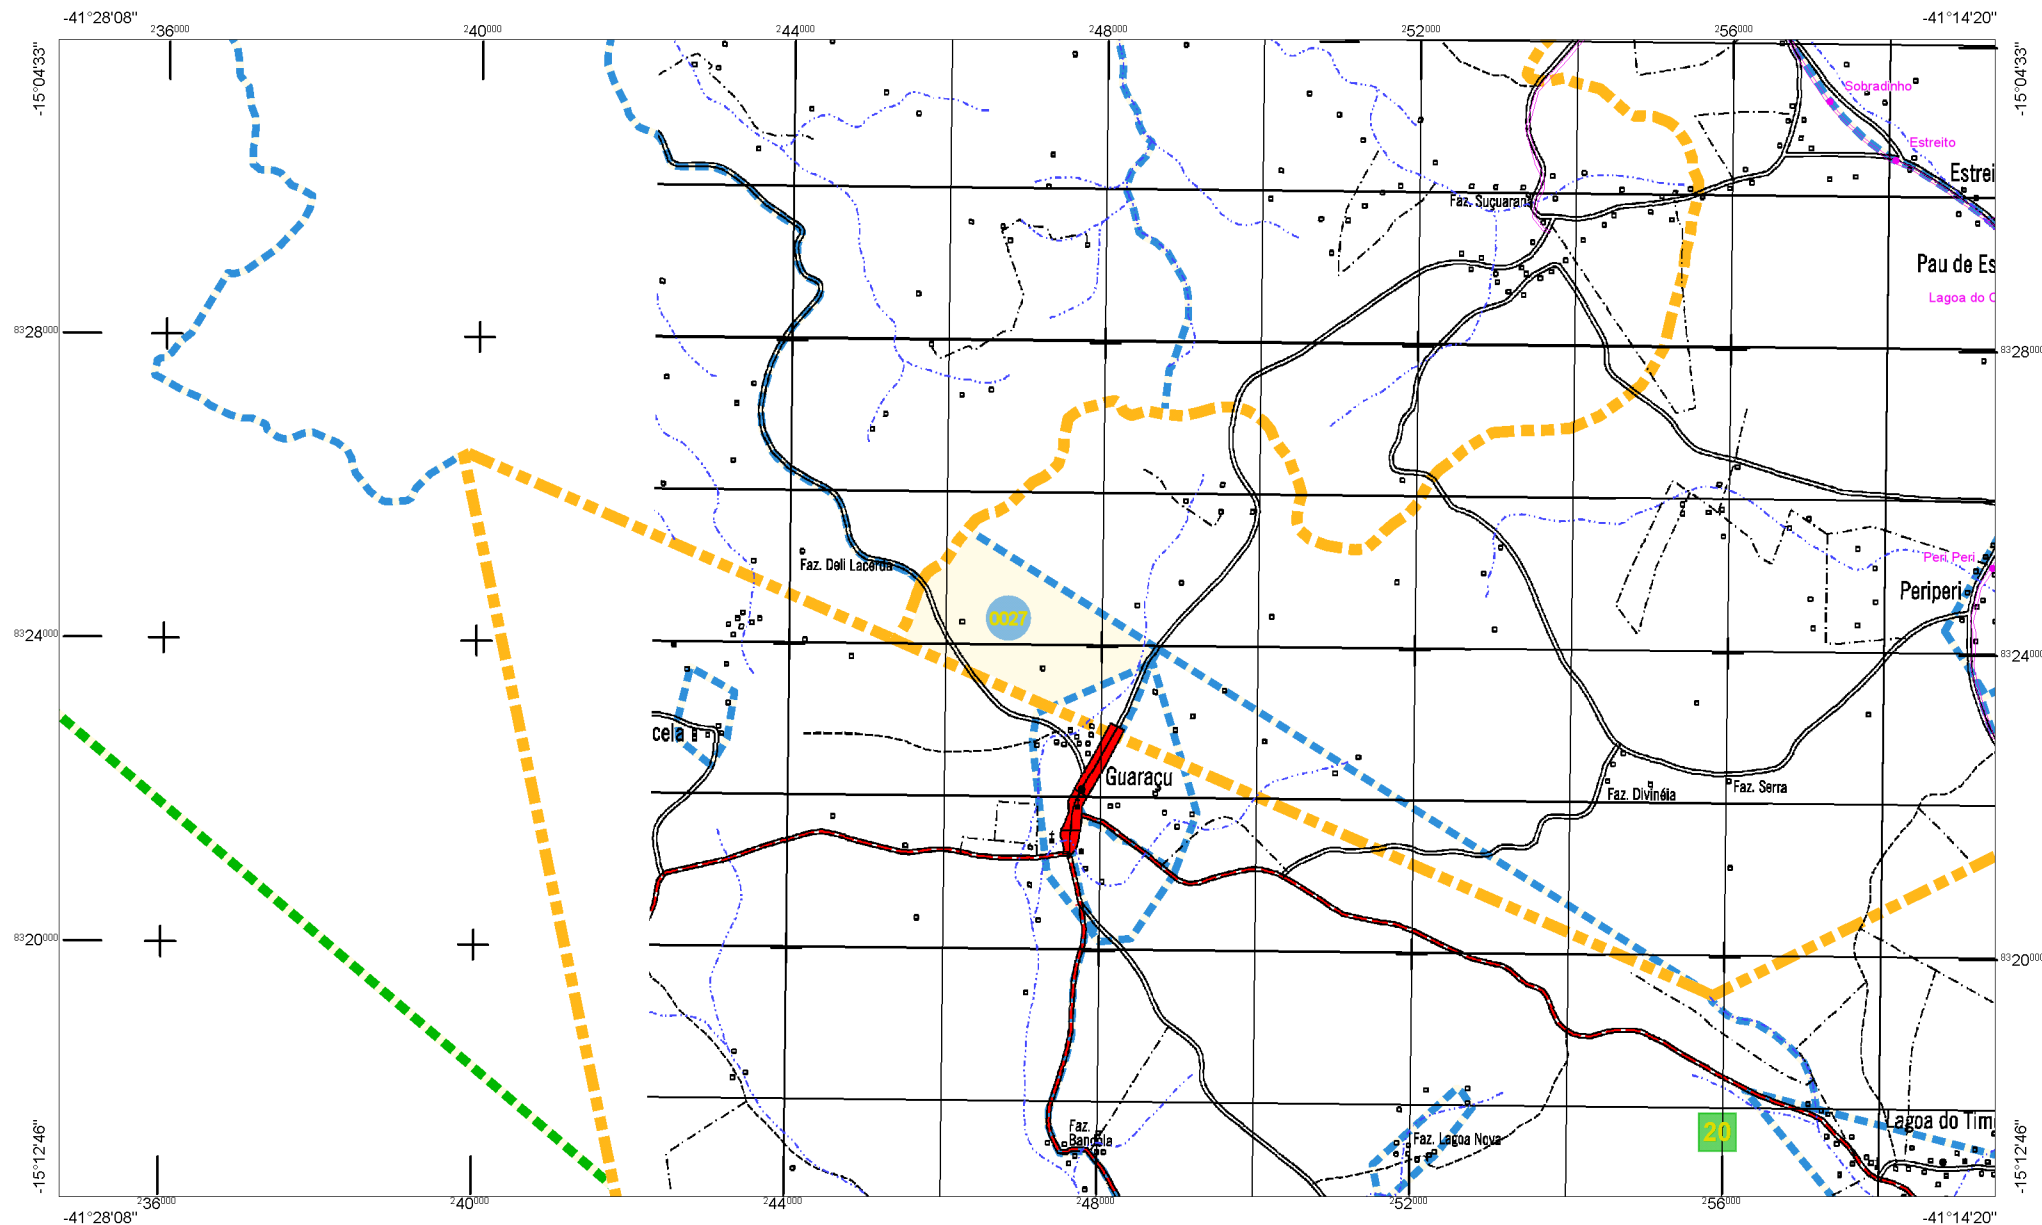 -41°28'08" -41°14'20"
236000 240000 244000 248000 252000 256000
-15°04'33" -15°04'33"
Sobradinho
Estreito
Estrei
Faz. Suçuarana
Pau de Es
Lagoa do C
8328000 8328000
Peri Peri
Faz. Deli Lacerda
Periperi
0027
8324000 8324000
cela
Guaraçu
Faz. Divinéia
Faz. Serra
8320000 8320000
Faz.
Bandola
Faz. Lagoa Nova
20
Lagoa do Tim
-15°12'46" -15°12'46"
236000 240000 244000 248000 252000 256000
-41°28'08" -41°14'20"